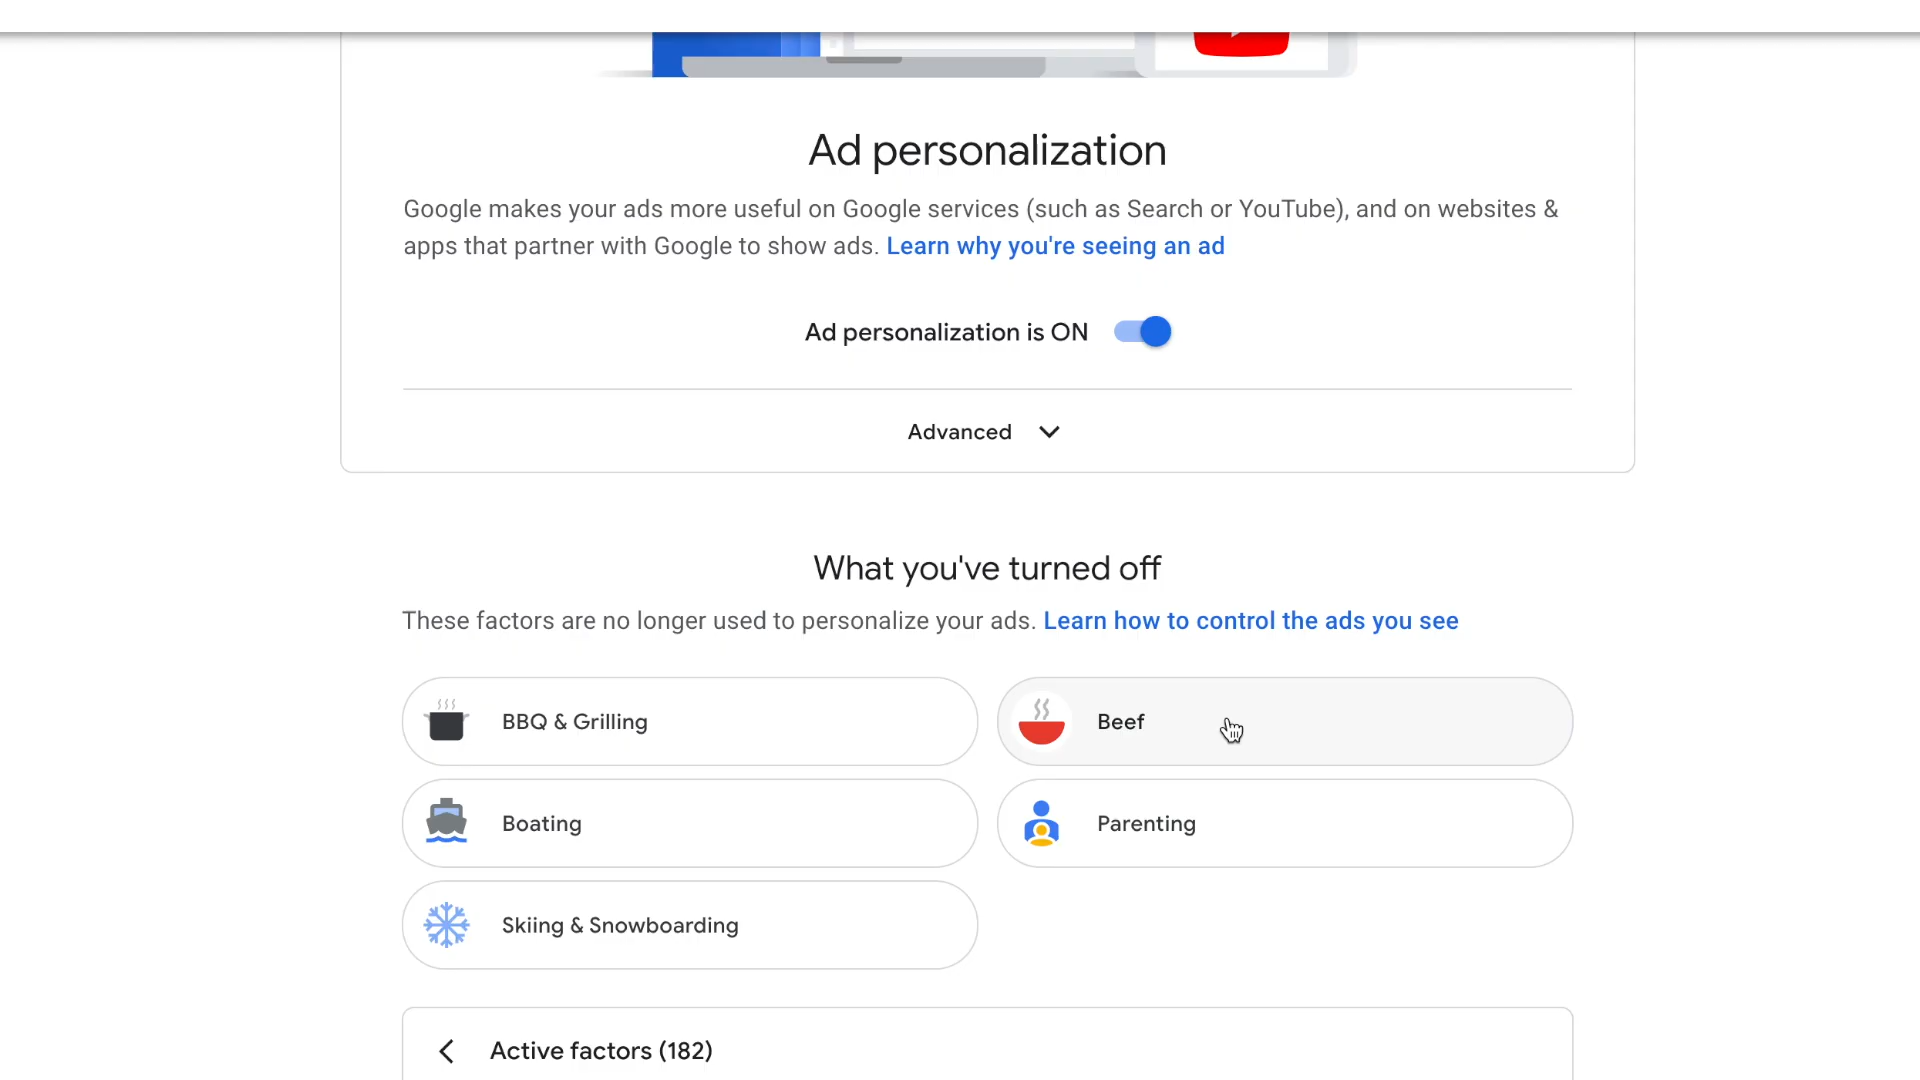 Ad personalization
Google makes your ads more useful on Google services (such as Search or YouTube), and on websites &
apps that partner with Google to show ads. Learn why you're seeing an ad
Ad personalization is ON
Advanced
What you've turned off
These factors are no longer used to personalize your ads. Learn how to control the ads you see
BBQ & Grilling
Beef
Boating
Parenting
Skiing & Snowboarding
Active factors (182)